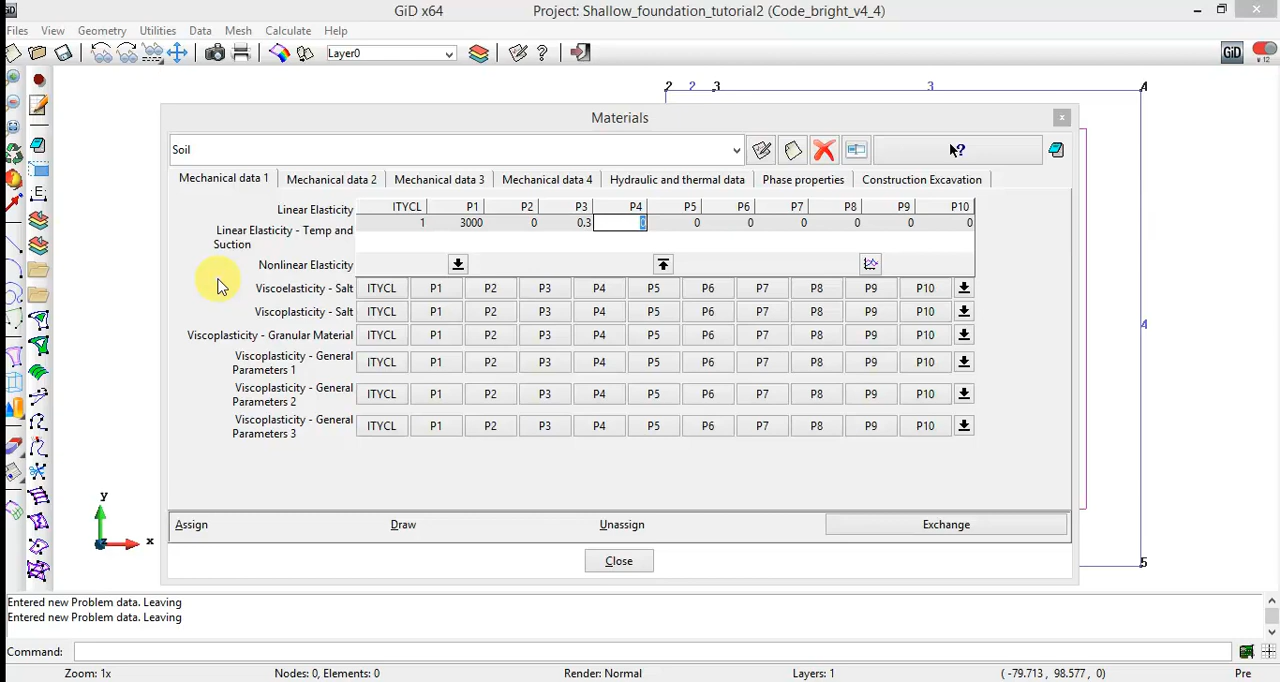 GiD GiD x64 Project: Shallow_foundation_tutorial2 (Code_bright_v4_4)
Files View Geometry Utilities Data Mesh Calculate Help
Layer0 GiD v 12
2 2 3 3 4
Materials
Soil
Mechanical data 1 Mechanical data 2 Mechanical data 3 Mechanical data 4 Hydraulic and thermal data Phase properties Construction Excavation
Linear Elasticity ITYCL P1 P2 P3 P4 P5 P6 P7 P8 P9 P10
1 3000 0 0.3 0 0 0 0 0 0 0
Linear Elasticity - Temp and
Suction
Nonlinear Elasticity
Viscoelasticity - Salt ITYCL P1 P2 P3 P4 P5 P6 P7 P8 P9 P10
Viscoplasticity - Salt ITYCL P1 P2 P3 P4 P5 P6 P7 P8 P9 P10
4
Viscoplasticity - Granular Material ITYCL P1 P2 P3 P4 P5 P6 P7 P8 P9 P10
Viscoplasticity - General
Parameters 1 ITYCL P1 P2 P3 P4 P5 P6 P7 P8 P9 P10
Viscoplasticity - General
Parameters 2 ITYCL P1 P2 P3 P4 P5 P6 P7 P8 P9 P10
Viscoplasticity - General
Parameters 3 ITYCL P1 P2 P3 P4 P5 P6 P7 P8 P9 P10
y
x
z
Assign Draw Unassign Exchange
Close
5
Entered new Problem data. Leaving
Entered new Problem data. Leaving
Command:
Zoom: 1x Nodes: 0, Elements: 0 Render: Normal Layers: 1 (-79.713, 98.577, 0) Pre